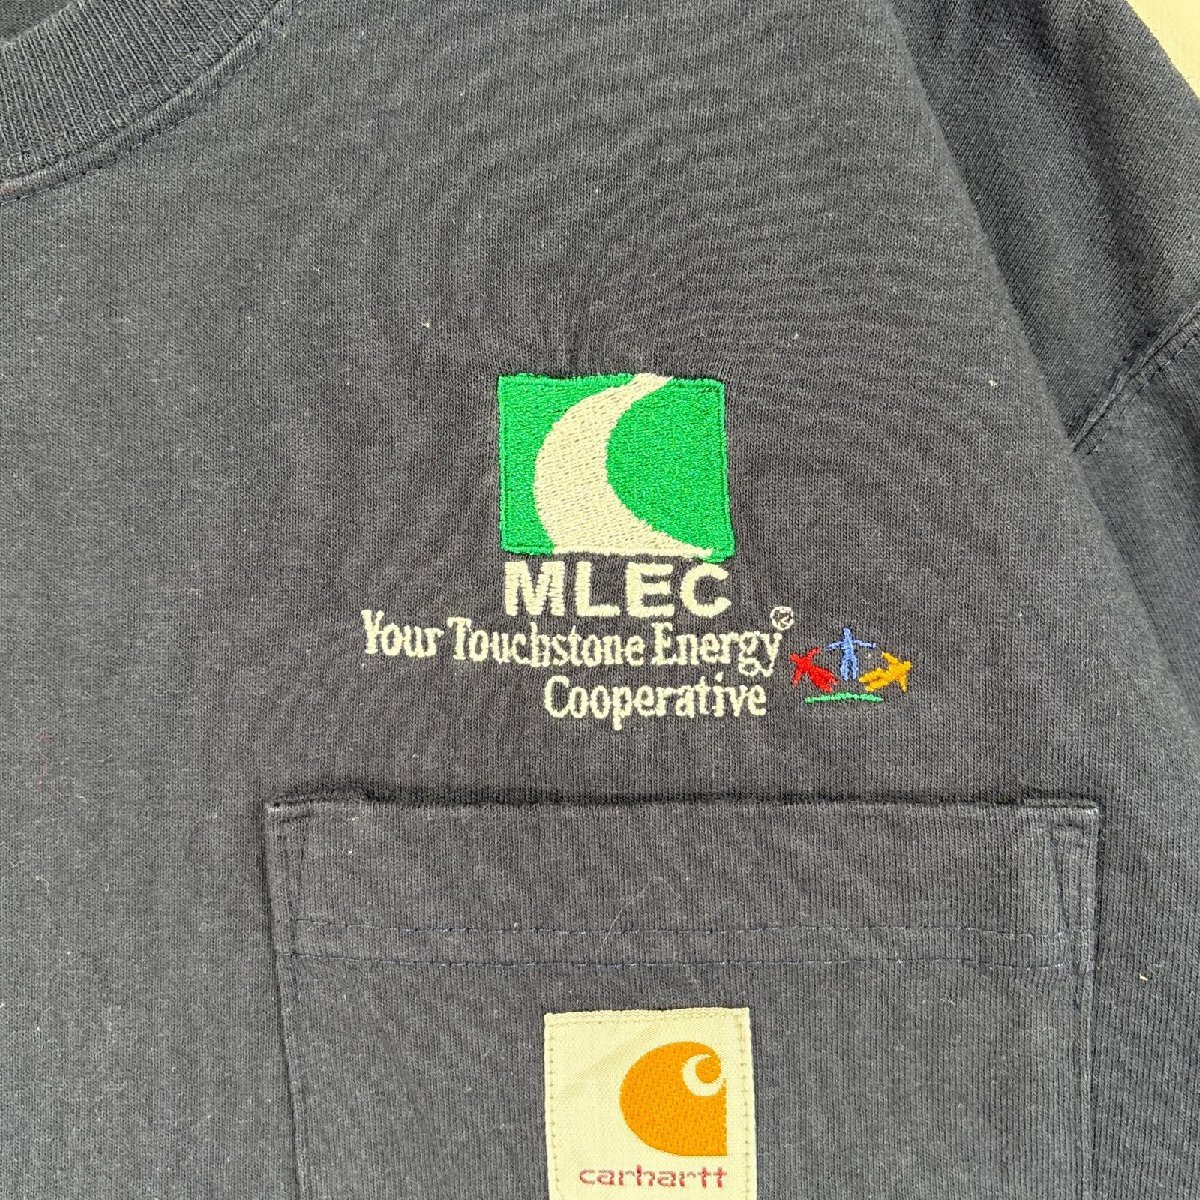 MLEC
Your Touchstone Energy®
Cooperative
carhartt